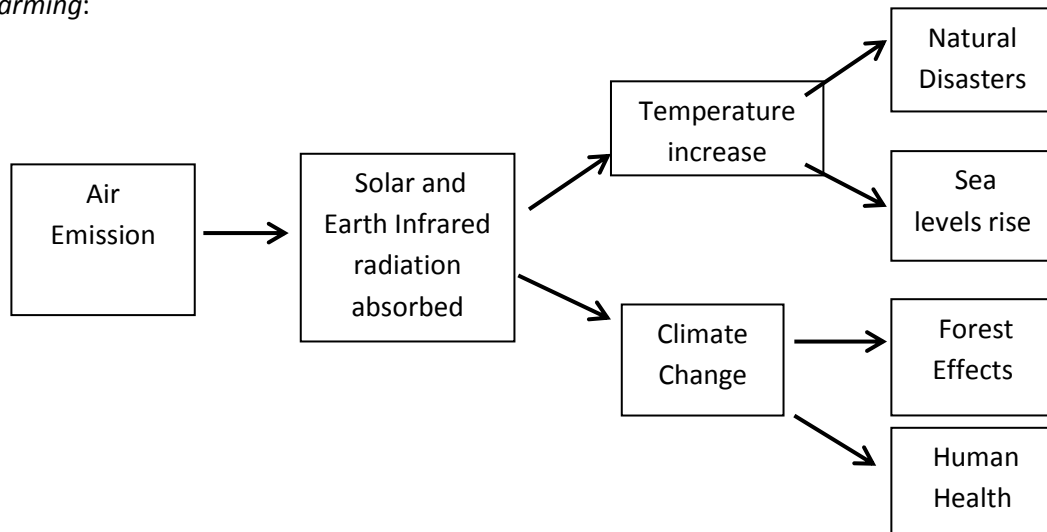 arming:
Air
Emission
Solar and
Earth Infrared
radiation
absorbed
Temperature
increase
Climate
Change
Natural
Disasters
Sea
levels rise
Forest
Effects
Human
Health